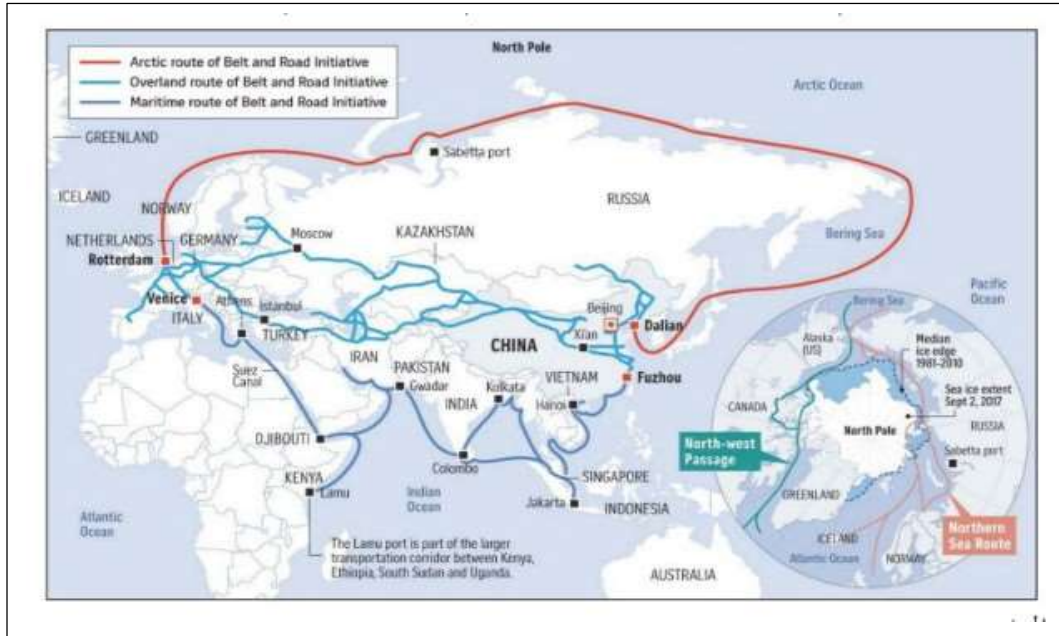 North Pole
Arctic route of Belt and Road Initiative
Overland route of Belt and Road Initiative
Maritime route of Belt and Road Initiative
Arctic Ocean
GREENLAND
Sabetta port
ICELAND
NORWAY
RUSSIA
NETHERLANDS
GERMANY
Moscow
KAZAKHSTAN
Bering Sea
Rotterdam
Pacific
Ocean
Venice
Athens
Istanbul
Beijing
Dalian
ITALY
TURKEY
Xi'an
IRAN
CHINA
Suez
Canal
PAKISTAN
Gwadar
Kolkata
VIETNAM
Fuzhou
INDIA
Hanoi
DJIBOUTI
Colombo
SINGAPORE
KENYA
Lamu
Indian
Ocean
Jakarta
INDONESIA
Atlantic
Ocean
The Lamu port is part of the larger
transportation corridor between Kenya,
Ethiopia, South Sudan and Uganda.
AUSTRALIA
Bering Sea
Alaska
(US)
Median
ice edge
1981-2010
Sea ice extent
Sept 2, 2017
CANADA
North Pole
RUSSIA
North-west
Passage
Sabetta port
GREENLAND
ICELAND
Northern
Sea Route
Atlantic Ocean
NORWAY